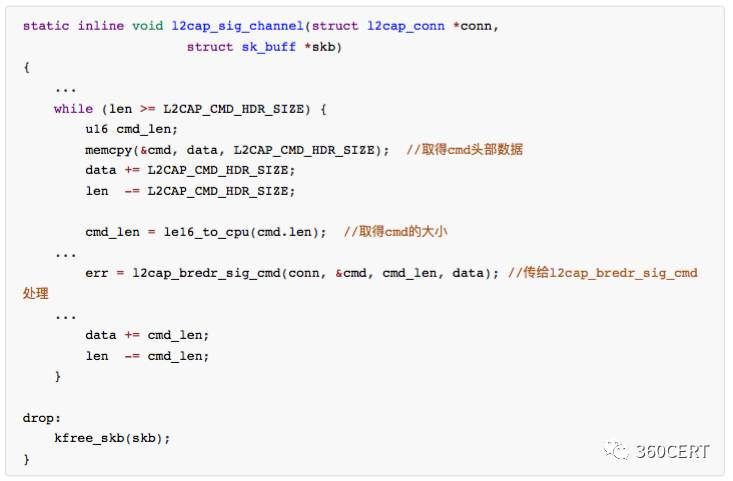 static inline void l2cap_sig_channel(struct l2cap_conn *conn,
                     struct sk_buff *skb)
{
    ...
    while (len >= L2CAP_CMD_HDR_SIZE) {
        u16 cmd_len;
        memcpy(&cmd, data, L2CAP_CMD_HDR_SIZE);  //取得cmd头部数据
        data += L2CAP_CMD_HDR_SIZE;
        len  -= L2CAP_CMD_HDR_SIZE;

        cmd_len = le16_to_cpu(cmd.len);  //取得cmd的大小
    ...
        err = l2cap_bredr_sig_cmd(conn, &cmd, cmd_len, data); //传给l2cap_bredr_sig_cmd
处理
    ...
        data += cmd_len;
        len  -= cmd_len;
    }

drop:
    kfree_skb(skb);
}
360CERT